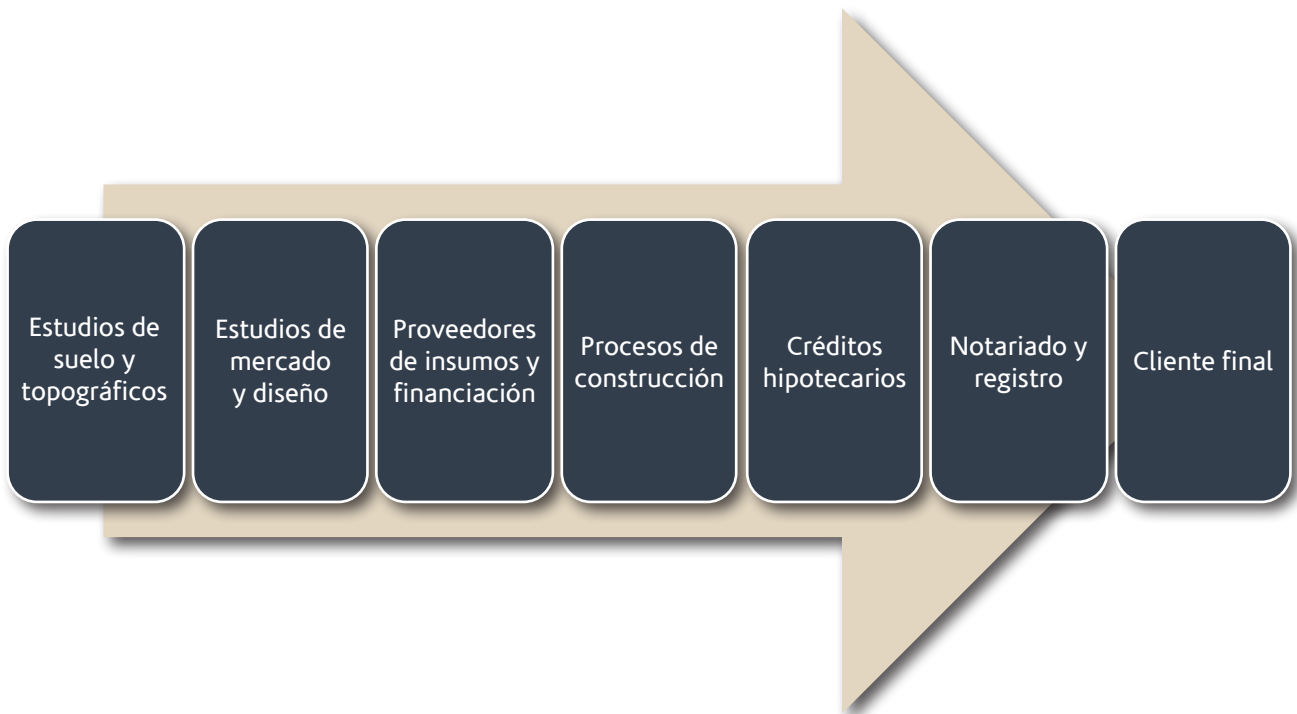 Estudios de
suelo y
topográficos
Estudios de
mercado
y diseño
Proveedores
de insumos y
financiación
Procesos de
construcción
Créditos
hipotecarios
Notariado y
registro
Cliente final